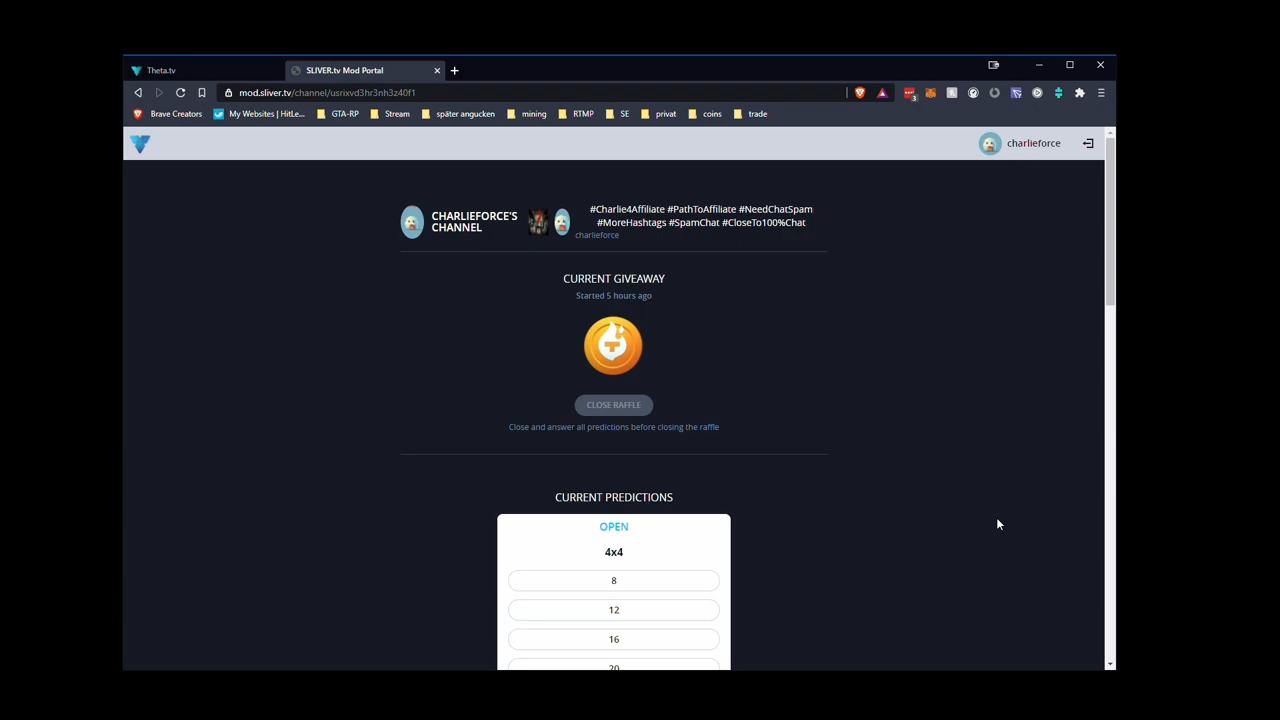 Theta.tv
SLIVER.tv Mod Portal
mod.sliver.tv/channel/usrixvd3hr3nh3z40f1
3
Brave Creators
My Websites | HitLe...
GTA-RP
Stream
später angucken
mining
RTMP
SE
privat
coins
trade
charlieforce
CHARLIEFORCE'S
CHANNEL
#Charlie4Affiliate #PathToAffiliate #NeedChatSpam
#MoreHashtags #SpamChat #CloseTo100%Chat
charlieforce
CURRENT GIVEAWAY
Started 5 hours ago
CLOSE RAFFLE
Close and answer all predictions before closing the raffle
CURRENT PREDICTIONS
OPEN
4x4
8
12
16
20